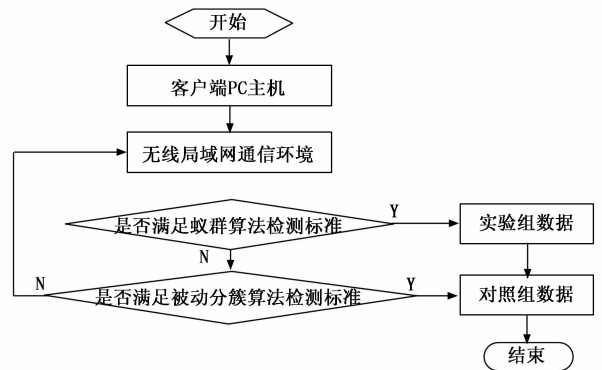 开始
客户端PC主机
无线局域网通信环境
是否满足蚁群算法检测标准
Y
实验组数据
N
是否满足被动分簇算法检测标准
N
Y
对照组数据
结束